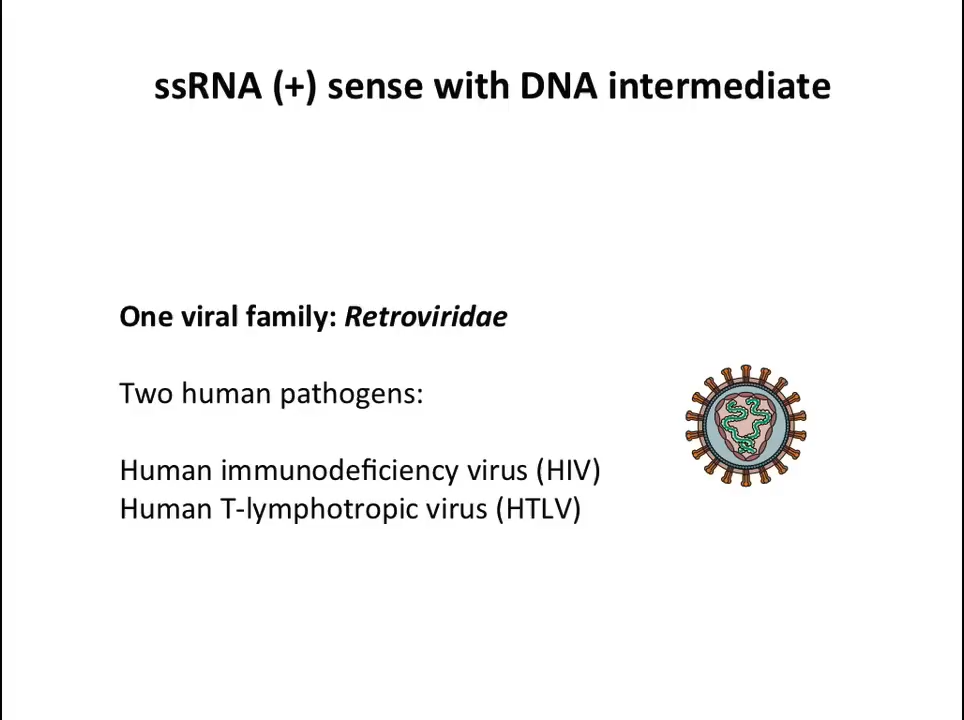 ssRNA (+) sense with DNA intermediate
One viral family: Retroviridae
Two human pathogens:
Human immunodeficiency virus (HIV)
Human T-lymphotropic virus (HTLV)